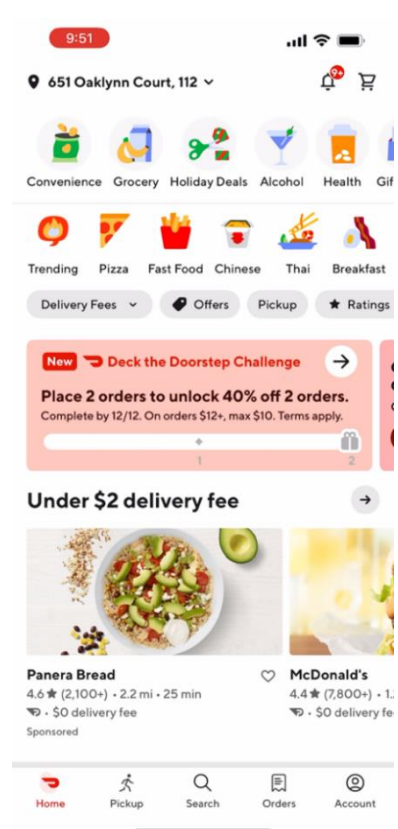 9:51
651 Oaklynn Court, 112
9+
Convenience Grocery Holiday Deals Alcohol Health Gif
Trending Pizza Fast Food Chinese Thai Breakfast
Delivery Fees Offers Pickup ★ Ratings
New Deck the Doorstep Challenge
Place 2 orders to unlock 40% off 2 orders.
Complete by 12/12. On orders $12+, max $10. Terms apply.
1 2
Under $2 delivery fee
Panera Bread McDonald's
4.6★ (2,100+) • 2.2 mi • 25 min 4.4★ (7,800+) • 1.
• $0 delivery fee • $0 delivery fe
Sponsored
Home Pickup Search Orders Account